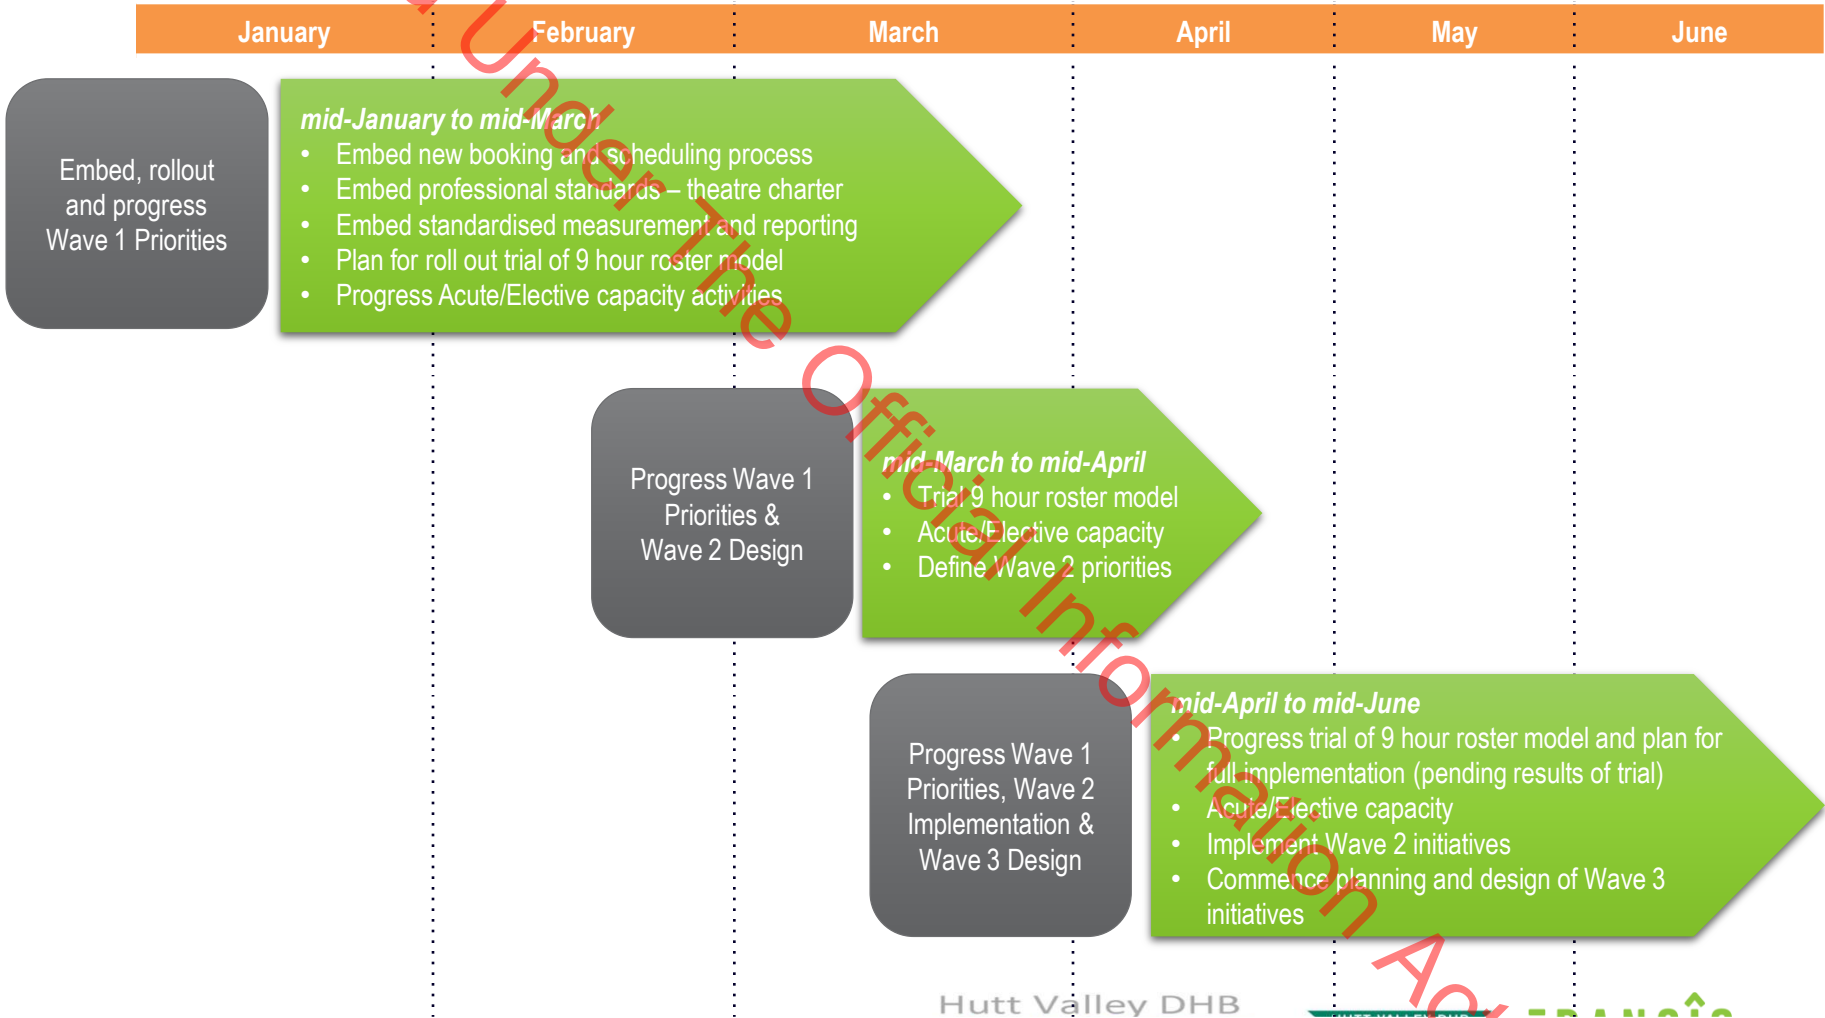 January February March April May June
Embed, rollout
and progress
Wave 1 Priorities
mid-January to mid-March
• Embed new booking and scheduling process
• Embed professional standards – theatre charter
• Embed standardised measurement and reporting
• Plan for roll out trial of 9 hour roster model
• Progress Acute/Elective capacity activities
Progress Wave 1
Priorities &
Wave 2 Design
mid-March to mid-April
• Trial 9 hour roster model
• Acute/Elective capacity
• Define Wave 2 priorities
Progress Wave 1
Priorities, Wave 2
Implementation &
Wave 3 Design
mid-April to mid-June
• Progress trial of 9 hour roster model and plan for
full implementation (pending results of trial)
• Acute/Elective capacity
• Implement Wave 2 initiatives
• Commence planning and design of Wave 3
initiatives
Under The Official Information Act
Hutt Valley DHB
HUTT VALLEY DHB